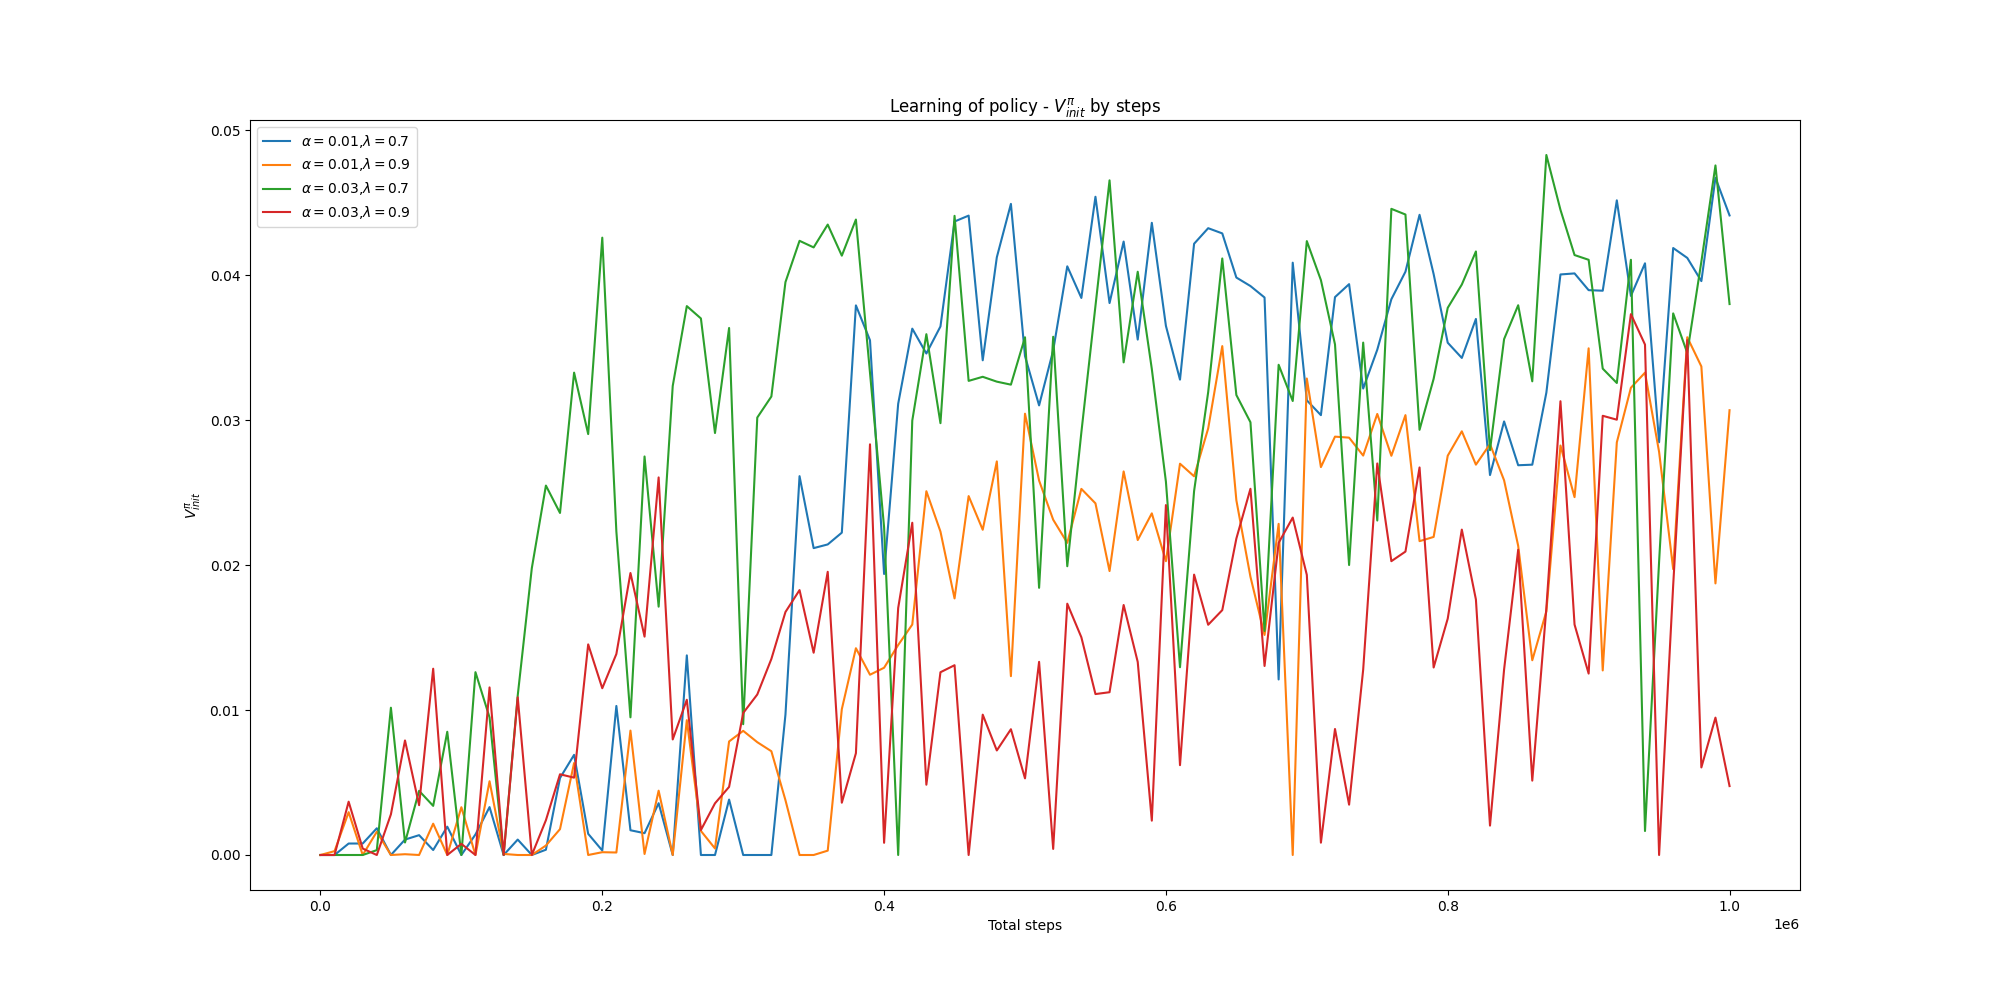 Learning of policy - $V^{\pi}_{init}$ by steps
α = 0.01,λ = 0.7
α = 0.01,λ = 0.9
α = 0.03,λ = 0.7
α = 0.03,λ = 0.9
$V^{\pi}_{init}$
0.05
0.04
0.03
0.02
0.01
0.00
0.0 0.2 0.4 0.6 0.8 1.0
Total steps 1e6